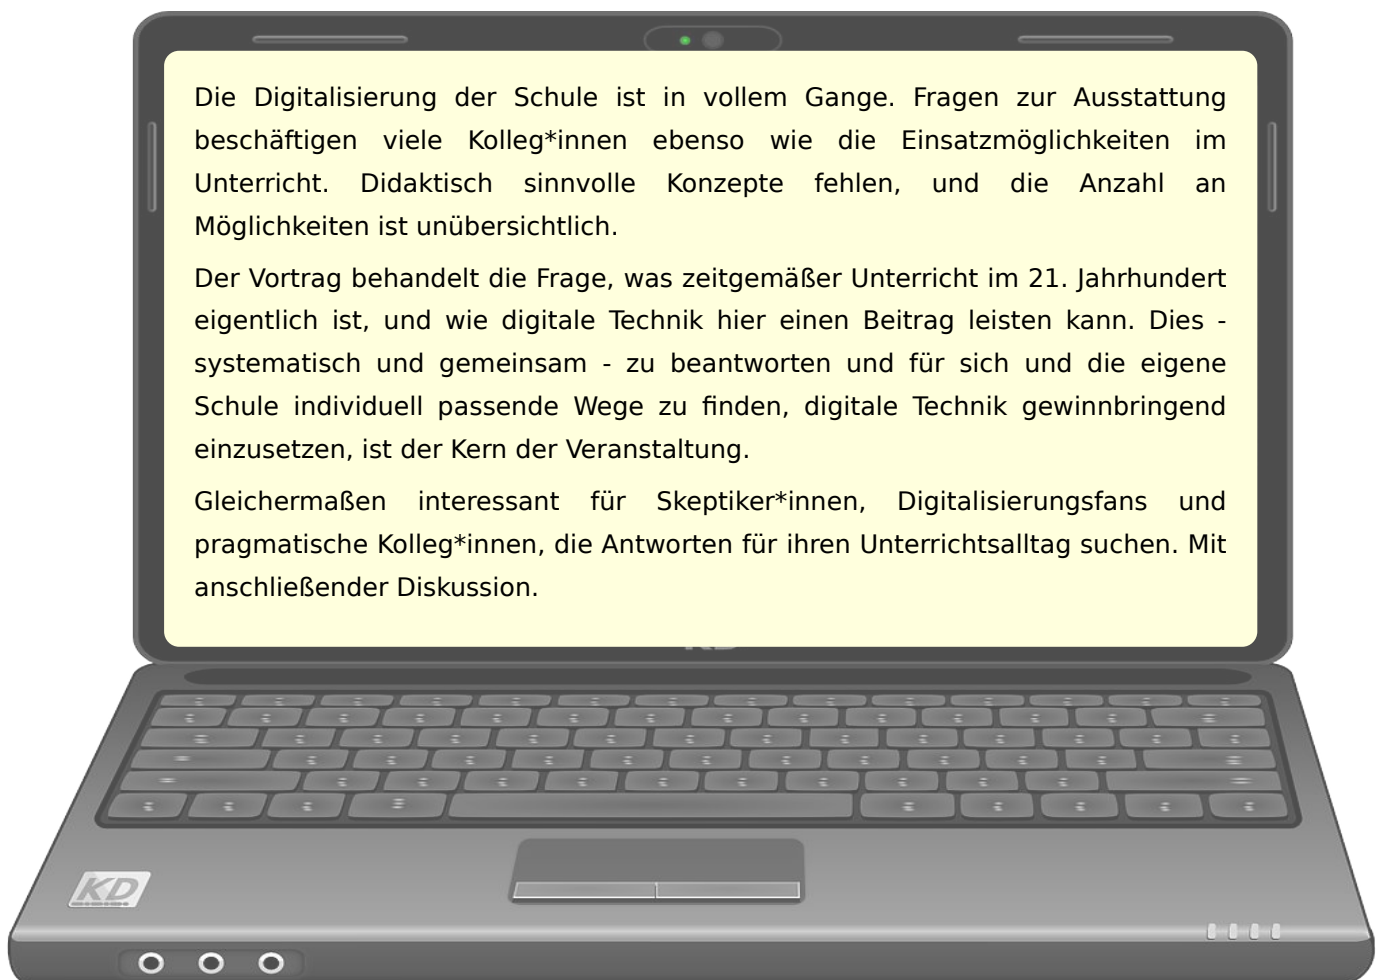 Die Digitalisierung der Schule ist in vollem Gange. Fragen zur Ausstattung
beschäftigen viele Kolleg*innen ebenso wie die Einsatzmöglichkeiten im
Unterricht. Didaktisch sinnvolle Konzepte fehlen, und die Anzahl an
Möglichkeiten ist unübersichtlich.
Der Vortrag behandelt die Frage, was zeitgemäßer Unterricht im 21. Jahrhundert
eigentlich ist, und wie digitale Technik hier einen Beitrag leisten kann. Dies -
systematisch und gemeinsam - zu beantworten und für sich und die eigene
Schule individuell passende Wege zu finden, digitale Technik gewinnbringend
einzusetzen, ist der Kern der Veranstaltung.
Gleichermaßen interessant für Skeptiker*innen, Digitalisierungsfans und
pragmatische Kolleg*innen, die Antworten für ihren Unterrichtsalltag suchen. Mit
anschließender Diskussion.
KD